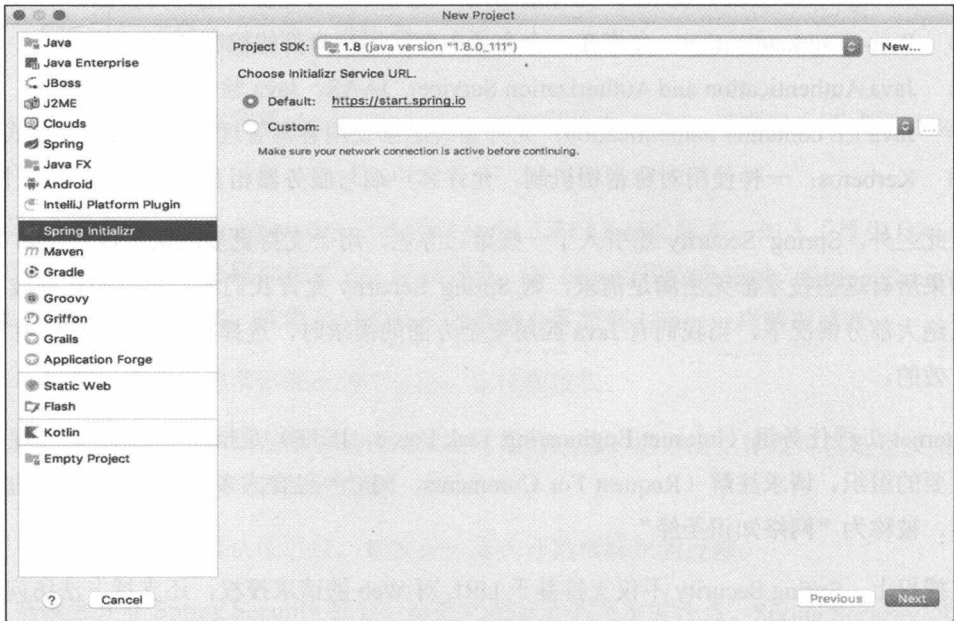 New Project
Java
Java Enterprise
JBoss
J2ME
Clouds
Spring
Java FX
Android
IntelliJ Platform Plugin
Spring Initializr
Maven
Gradle
Groovy
Griffon
Grails
Application Forge
Static Web
Flash
Kotlin
Empty Project
Project SDK: 1.8 (java version "1.8.0_111") New...
Choose Initializr Service URL.
Default: https://start.spring.io
Custom: ...
Make sure your network connection is active before continuing.
? Cancel Previous Next